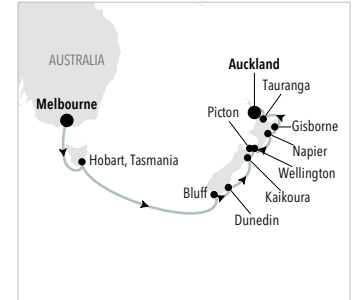 AUSTRALIA
Auckland
Tauranga
Melbourne
Picton
Gisborne
Napier
Hobart, Tasmania
Wellington
Bluff
Kaikoura
Dunedin